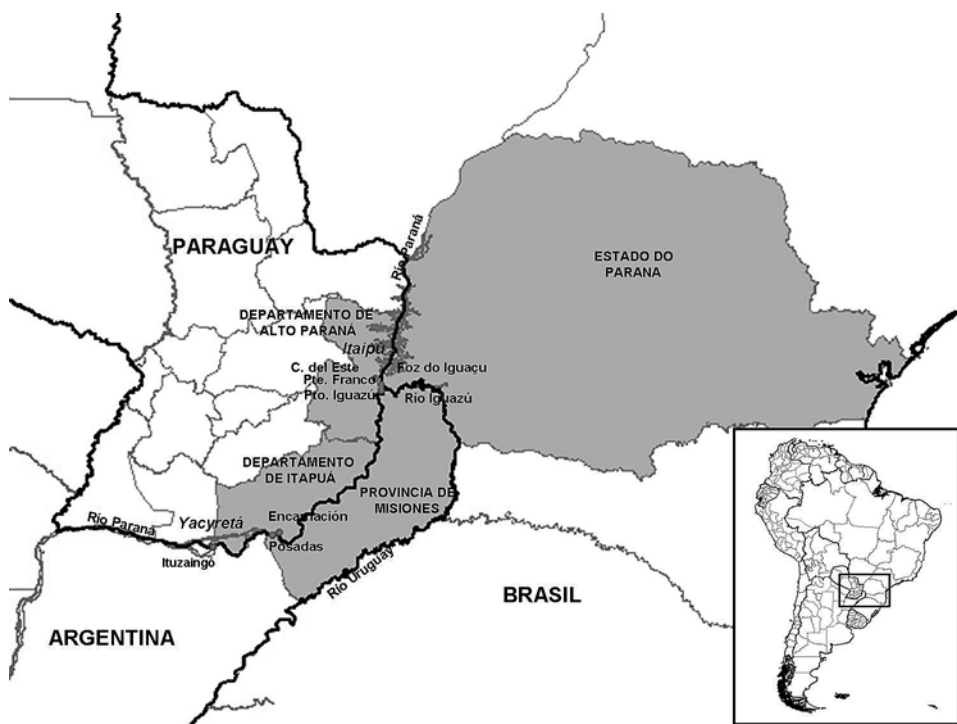 PARAGUAY
Río Paraná
ESTADO DO
PARANA
DEPARTAMENTO DE
ALTO PARANÁ
Itaipú
C. del Este
Foz do Iguaçu
Pte. Franco
Pto. Iguazú
Río Iguazú
DEPARTAMENTO
DE ITAPUÁ
PROVINCIA DE
MISIONES
Río Paraná
Yacyretá
Encarnación
Posadas
Ituzaingó
Río Uruguay
BRASIL
ARGENTINA